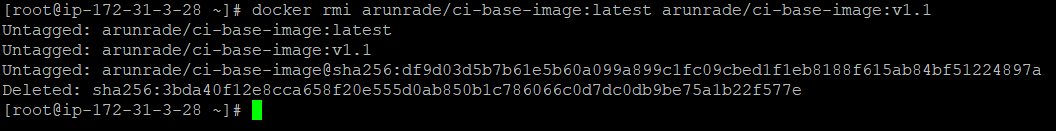 [root@ip-172-31-3-28 ~]# docker rmi arunrade/ci-base-image:latest arunrade/ci-base-image:v1.1
Untagged: arunrade/ci-base-image:latest
Untagged: arunrade/ci-base-image:v1.1
Untagged: arunrade/ci-base-image@sha256:df9d03d5b7b61e5b60a099a899c1fc09cbed1f1eb8188f615ab84bf51224897a
Deleted: sha256:3bda40f12e8cca658f20e555d0ab850b1c786066c0d7dc0db9be75a1b22f577e
[root@ip-172-31-3-28 ~]#